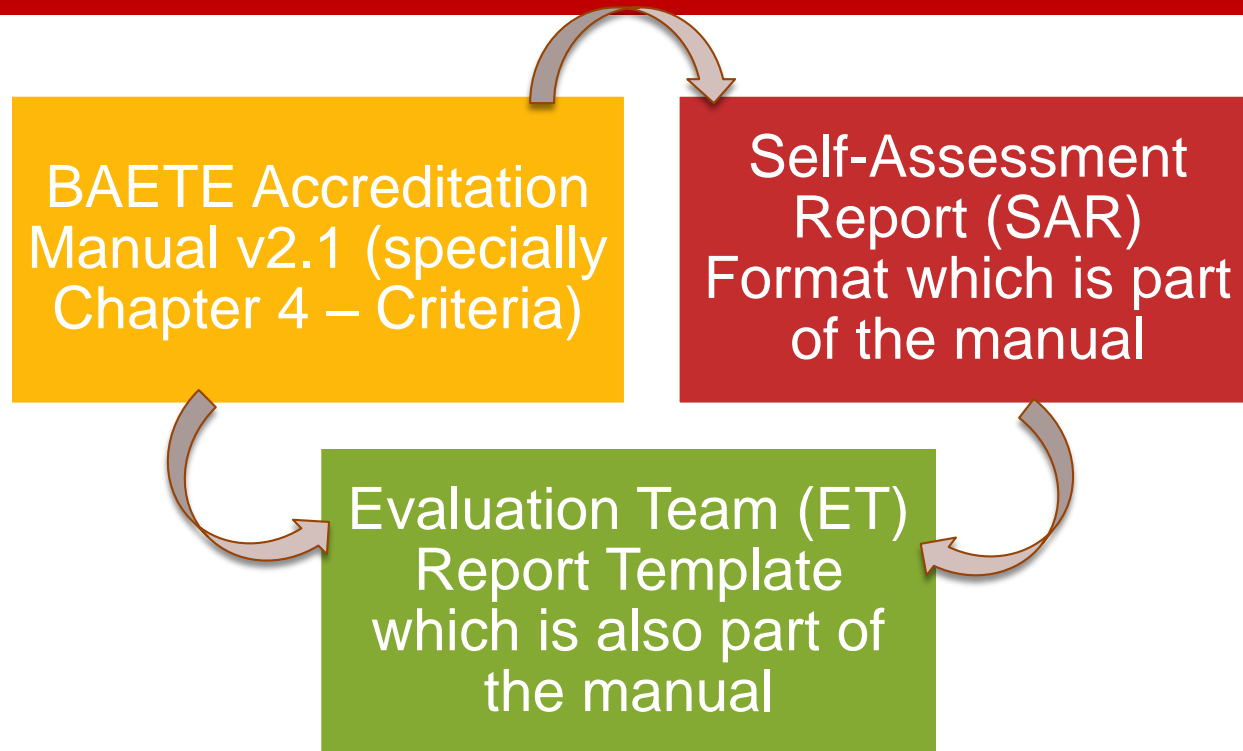 BAETE Accreditation
Manual v2.1 (specially
Chapter 4 – Criteria)
Self-Assessment
Report (SAR)
Format which is part
of the manual
Evaluation Team (ET)
Report Template
which is also part of
the manual